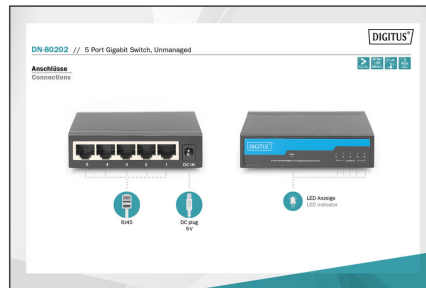 DIGITUS®
DN-80202 // 5 Port Gigabit Switch, Unmanaged
Anschlüsse
Connections
5 4 3 2 1 DC IN
DIGITUS
RJ45
DC plug
5V
LED Anzeige
LED indicator